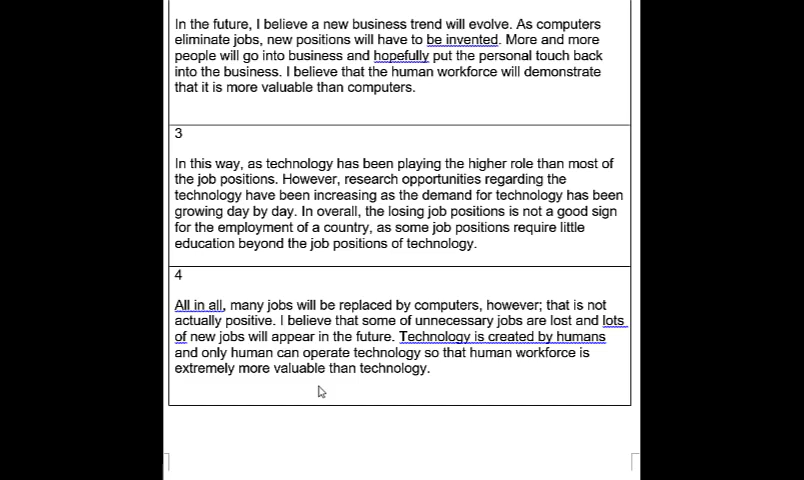 In the future, I believe a new business trend will evolve. As computers
eliminate jobs, new positions will have to be invented. More and more
people will go into business and hopefully put the personal touch back
into the business. I believe that the human workforce will demonstrate
that it is more valuable than computers.
3
In this way, as technology has been playing the higher role than most of
the job positions. However, research opportunities regarding the
technology have been increasing as the demand for technology has been
growing day by day. In overall, the losing job positions is not a good sign
for the employment of a country, as some job positions require little
education beyond the job positions of technology.
4
All in all, many jobs will be replaced by computers, however; that is not
actually positive. I believe that some of unnecessary jobs are lost and lots
of new jobs will appear in the future. Technology is created by humans
and only human can operate technology so that human workforce is
extremely more valuable than technology.